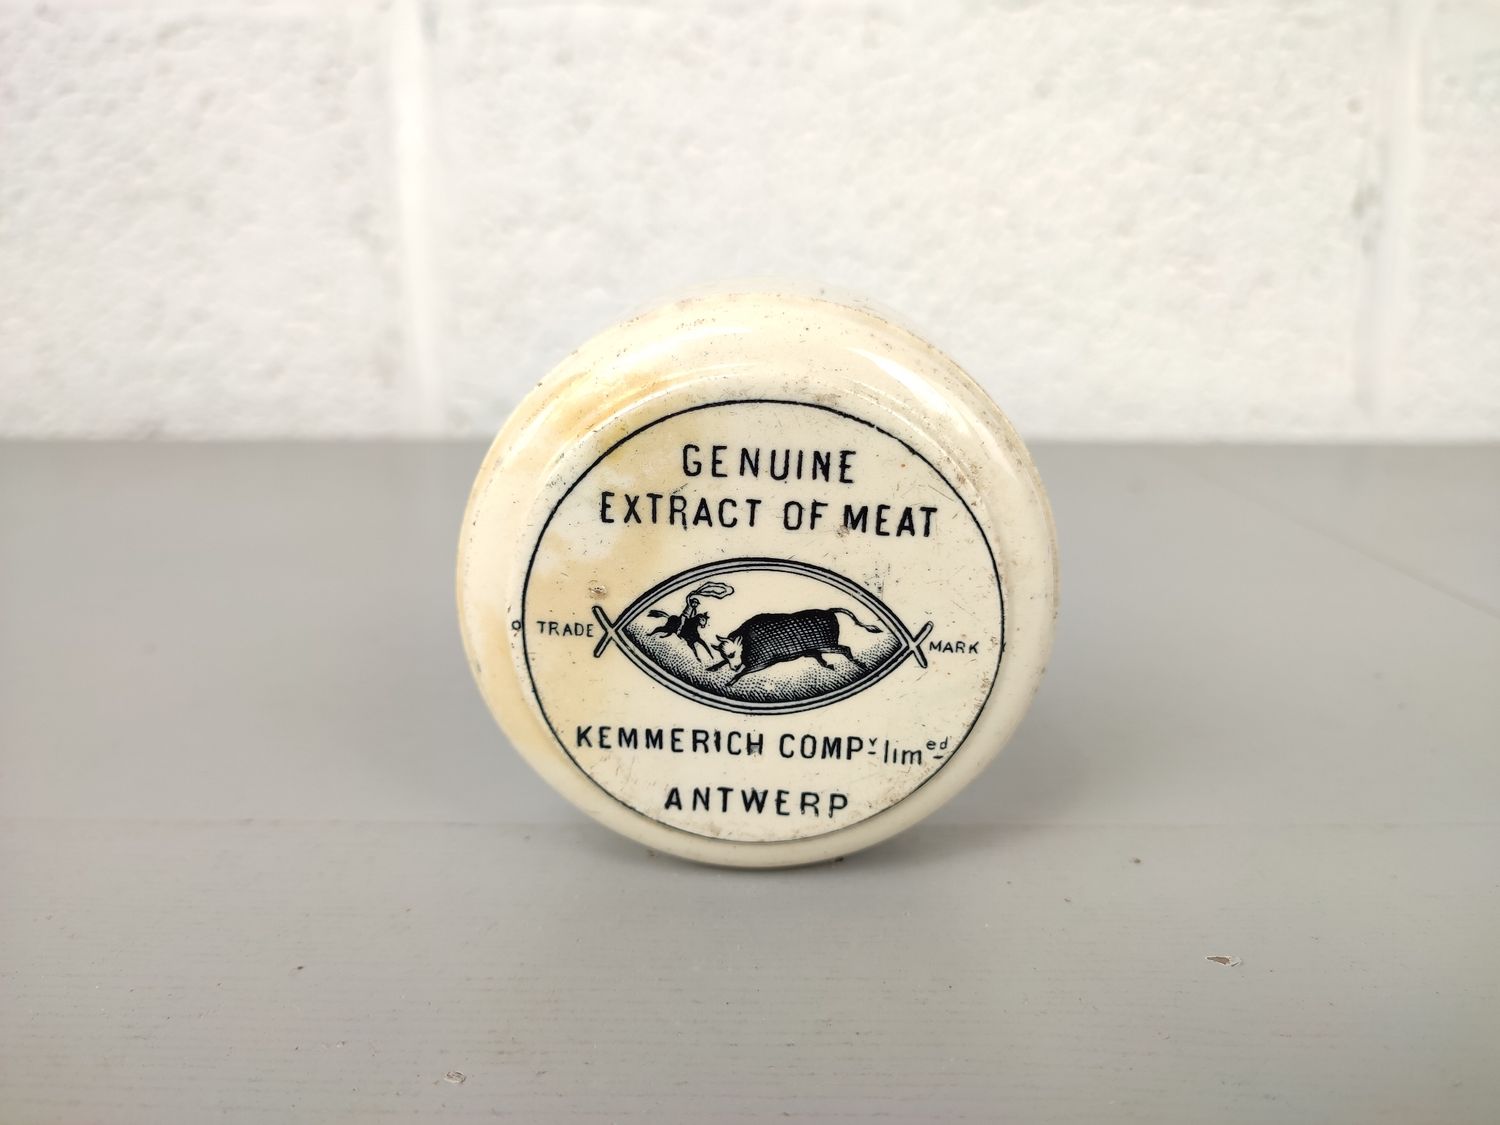 GENUINE
EXTRACT OF MEAT
TRADE MARK
KEMMERICH COMPY limed
ANTWERP